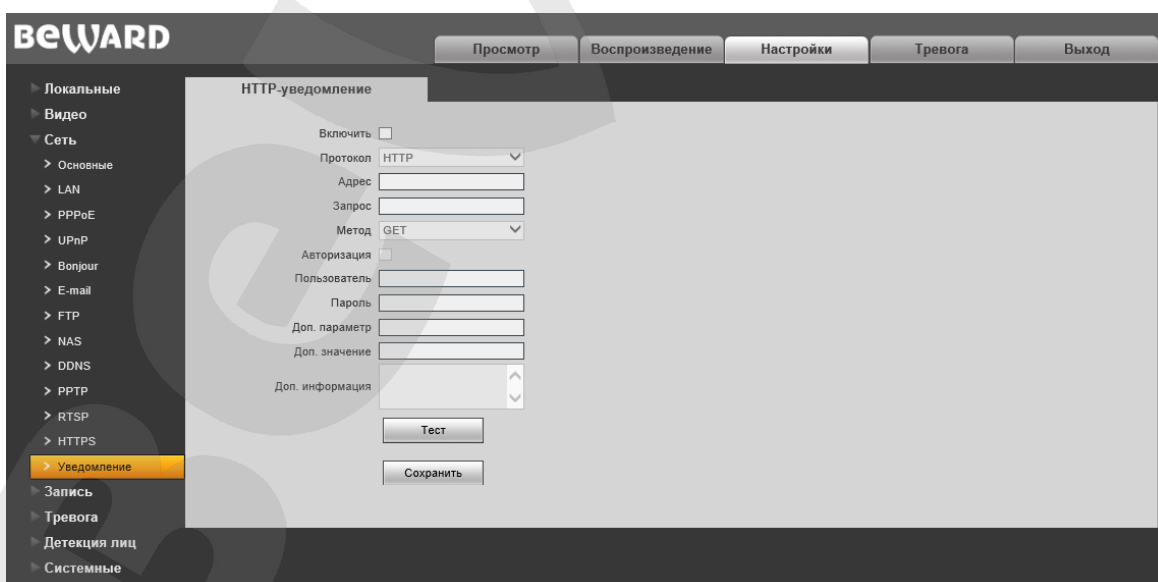 BEWARD
Просмотр
Воспроизведение
Настройки
Тревога
Выход
Локальные
Видео
Сеть
Основные
LAN
PPPoE
UPnP
Bonjour
E-mail
FTP
NAS
DDNS
PPTP
RTSP
HTTPS
Уведомление
Запись
Тревога
Детекция лиц
Системные
HTTP-уведомление
Включить
Протокол HTTP
Адрес
Запрос
Метод GET
Авторизация
Пользователь
Пароль
Доп. параметр
Доп. значение
Доп. информация
Тест
Сохранить